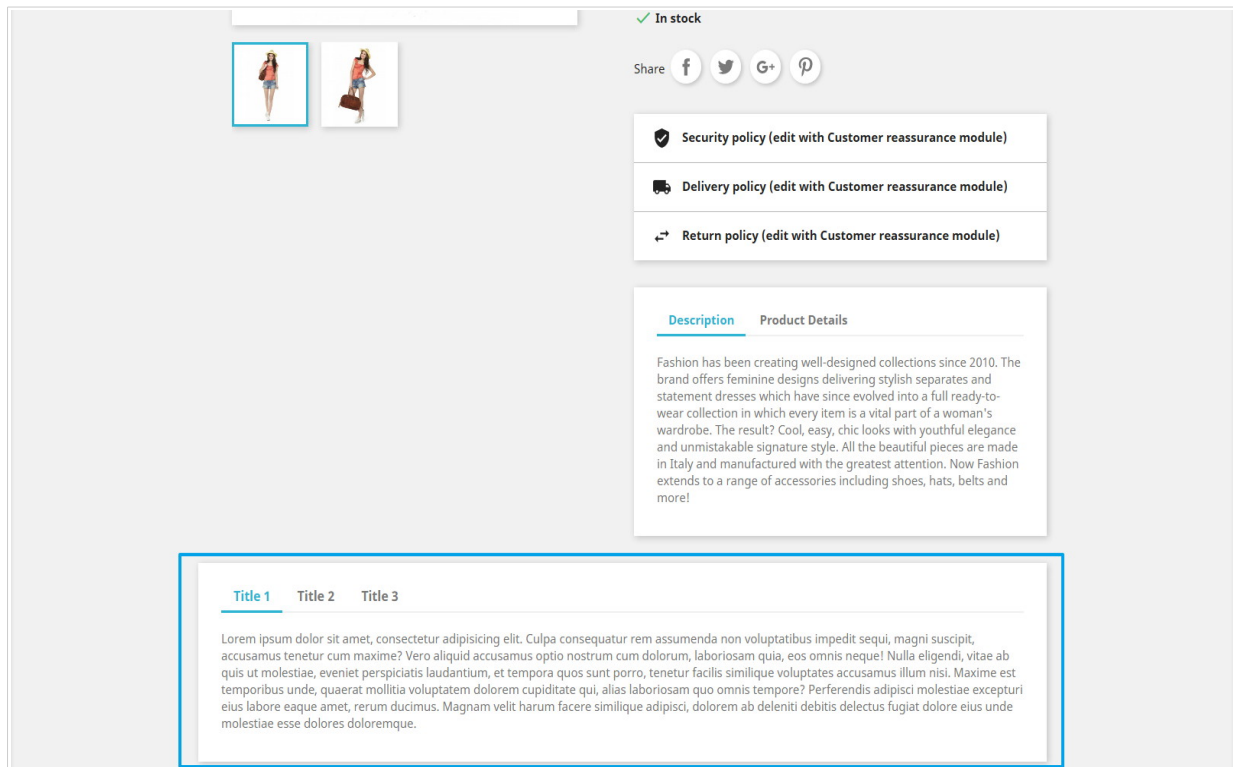 In stock
Share
G+
Security policy (edit with Customer reassurance module)
Delivery policy (edit with Customer reassurance module)
Return policy (edit with Customer reassurance module)
Description Product Details
Fashion has been creating well-designed collections since 2010. The
brand offers feminine designs delivering stylish separates and
statement dresses which have since evolved into a full ready-to-
wear collection in which every item is a vital part of a woman's
wardrobe. The result? Cool, easy, chic looks with youthful elegance
and unmistakable signature style. All the beautiful pieces are made
in Italy and manufactured with the greatest attention. Now Fashion
extends to a range of accessories including shoes, hats, belts and
more!
Title 1 Title 2 Title 3
Lorem ipsum dolor sit amet, consectetur adipisicing elit. Culpa consequatur rem assumenda non voluptatibus impedit sequi, magni suscipit,
accusamus tenetur cum maxime? Vero aliquid accusamus optio nostrum cum dolorum, laboriosam quia, eos omnis neque! Nulla eligendi, vitae ab
quis ut molestiae, eveniet perspiciatis laudantium, et tempora quos sunt porro, tenetur facilis similique voluptates accusamus illum nisi. Maxime est
temporibus unde, quaerat mollitia voluptatem dolorem cupiditate qui, alias laboriosam quo omnis tempore? Perferendis adipisci molestiae excepturi
eius labore eaque amet, rerum ducimus. Magnam velit harum facere similique adipisci, dolorem ab deleniti debitis delectus fugiat dolore eius unde
molestiae esse dolores doloremque.